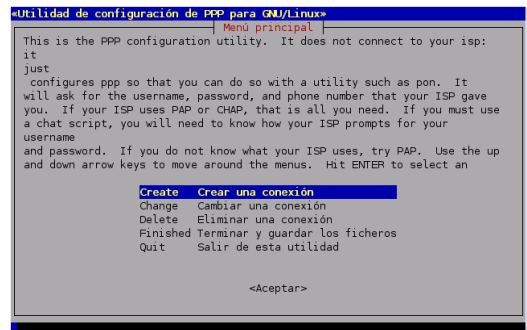 «Utilidad de configuración de PPP para GNU/Linux»
Menú principal
This is the PPP configuration utility.  It does not connect to your isp:
it
just
configures ppp so that you can do so with a utility such as pon.  It
will ask for the username, password, and phone number that your ISP gave
you.  If your ISP uses PAP or CHAP, that is all you need.  If you must use
a chat script, you will need to know how your ISP prompts for your
username
and password.  If you do not know what your ISP uses, try PAP.  Use the up
and down arrow keys to move around the menus.  Hit ENTER to select an
Create   Crear una conexión
Change   Cambiar una conexión
Delete   Eliminar una conexión
Finished Terminar y guardar los ficheros
Quit     Salir de esta utilidad
<Aceptar>